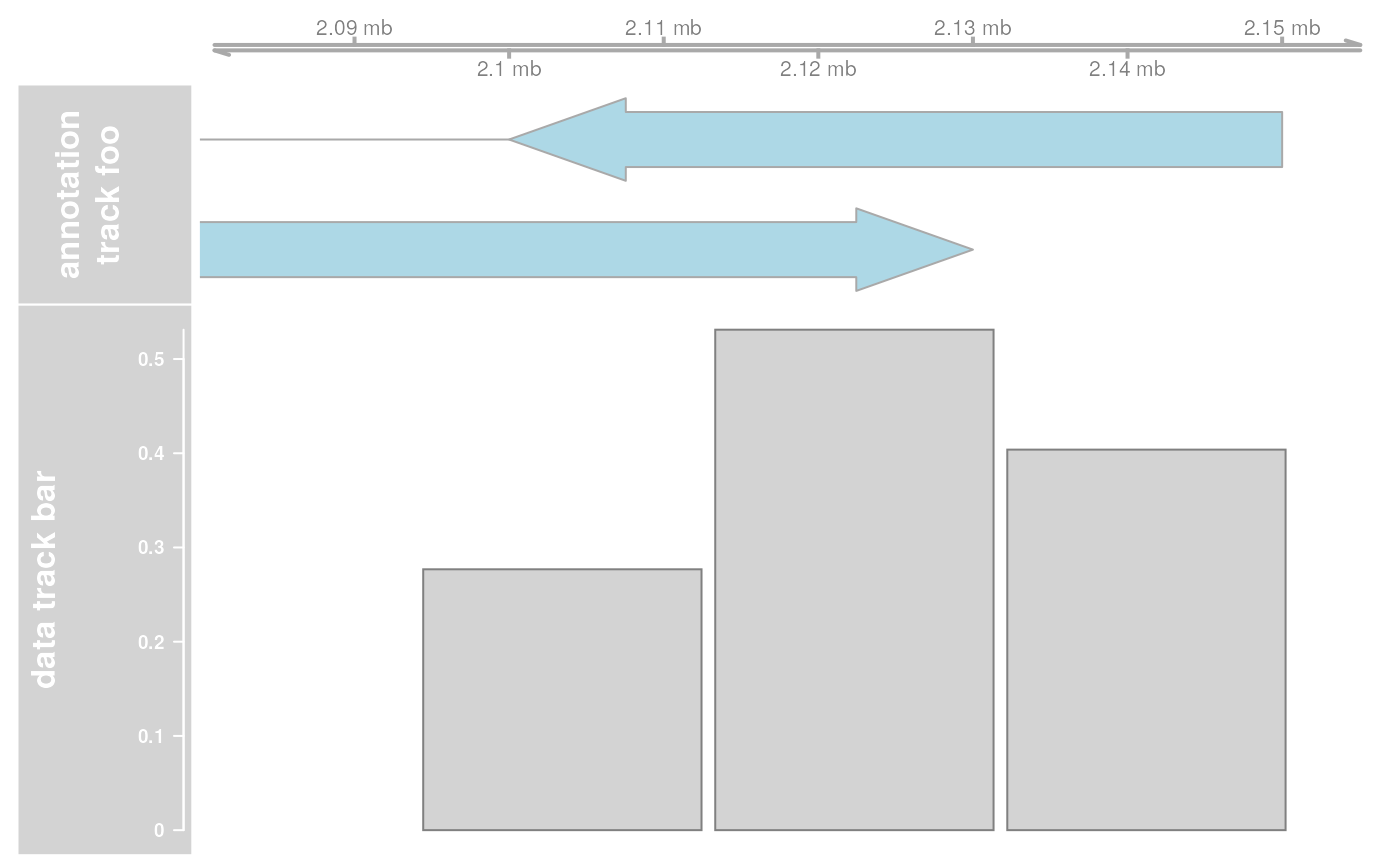 2.09 mb
2.11 mb
2.13 mb
2.15 mb
2.1 mb
2.12 mb
2.14 mb
annotation
track foo
data track bar
0.5
0.4
0.3
0.2
0.1
0